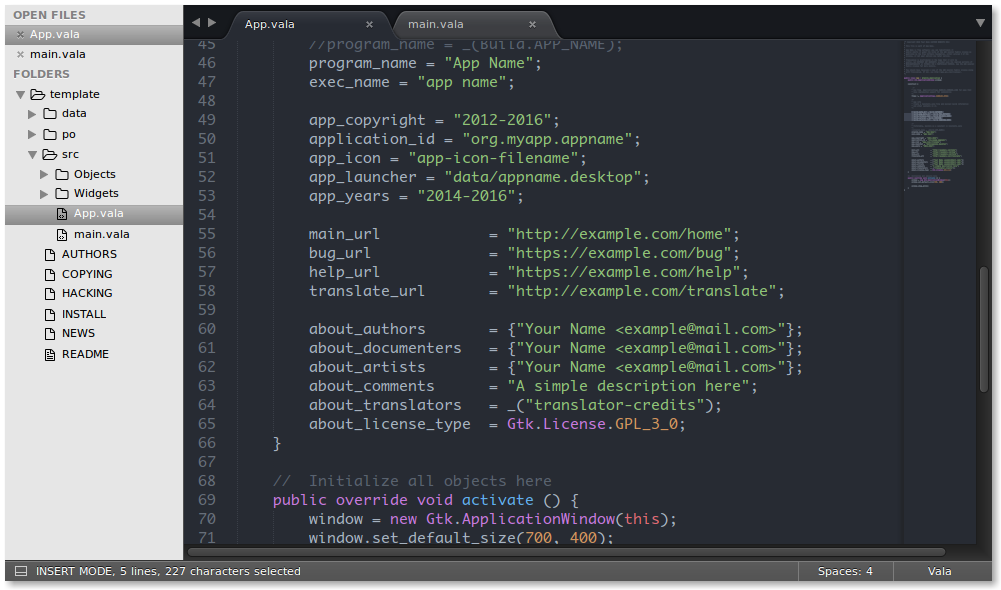 OPEN FILES
App.vala
main.vala
FOLDERS
template
data
po
src
Objects
Widgets
App.vala
main.vala
AUTHORS
COPYING
HACKING
INSTALL
NEWS
README
App.vala
main.vala
45 //program_name = _(Build.APP_NAME);
46 program_name = "App Name";
47 exec_name = "app name";
48
49 app_copyright = "2012-2016";
50 application_id = "org.myapp.appname";
51 app_icon = "app-icon-filename";
52 app_launcher = "data/appname.desktop";
53 app_years = "2014-2016";
54
55 main_url = "http://example.com/home";
56 bug_url = "https://example.com/bug";
57 help_url = "https://example.com/help";
58 translate_url = "http://example.com/translate";
59
60 about_authors = {"Your Name <example@mail.com>"};
61 about_documenters = {"Your Name <example@mail.com>"};
62 about_artists = {"Your Name <example@mail.com>"};
63 about_comments = "A simple description here";
64 about_translators = _("translator-credits");
65 about_license_type = Gtk.License.GPL_3_0;
66 }
67
68 // Initialize all objects here
69 public override void activate () {
70 window = new Gtk.ApplicationWindow(this);
71 window.set_default_size(700, 400);
INSERT MODE, 5 lines, 227 characters selected
Spaces: 4
Vala